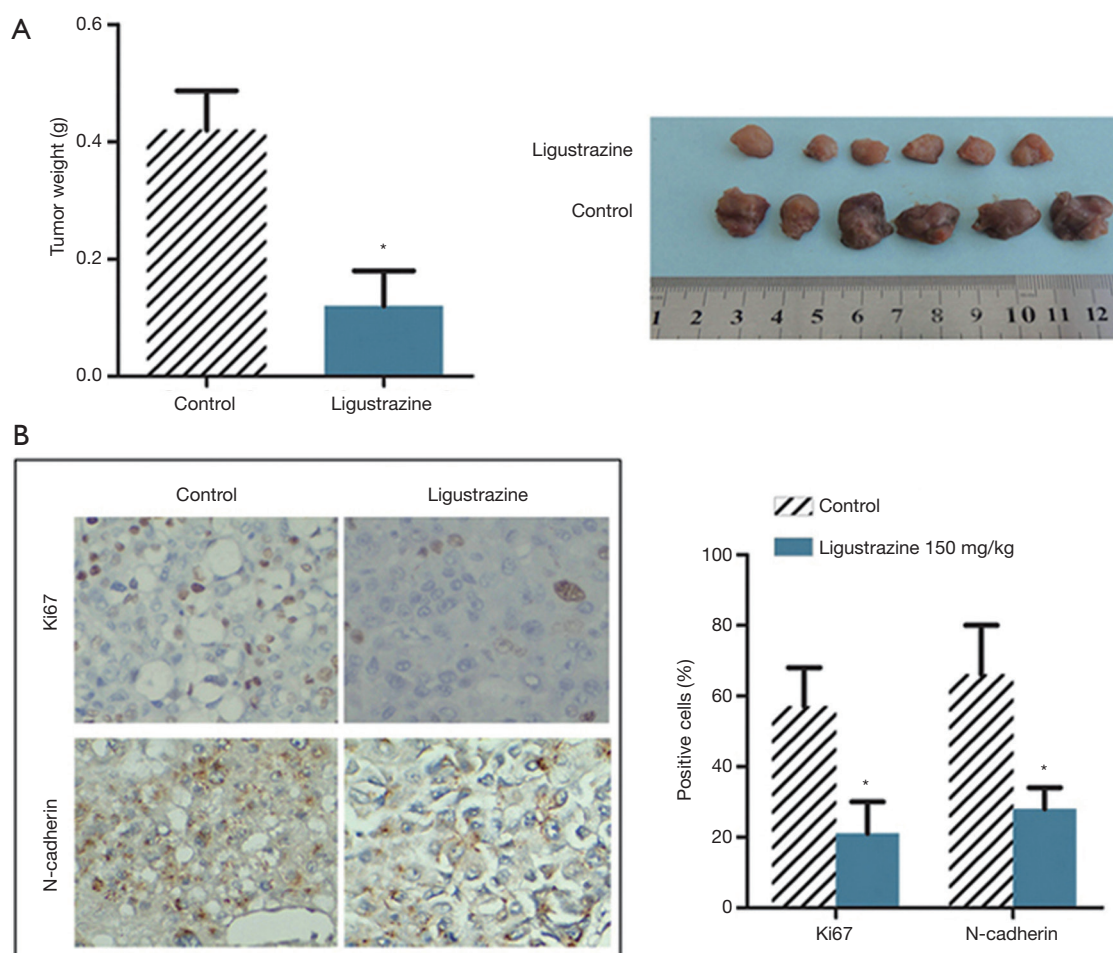 A
0.6
0.4
0.2
0.0
Tumor weight (g)
*
Control
Ligustrazine
Ligustrazine
Control
1 2 3 4 5 6 7 8 9 10 11 12
B
Control
Ligustrazine
Ki67
N-cadherin
Control
Ligustrazine 150 mg/kg
100
80
60
40
20
0
Positive cells (%)
*
*
Ki67
N-cadherin